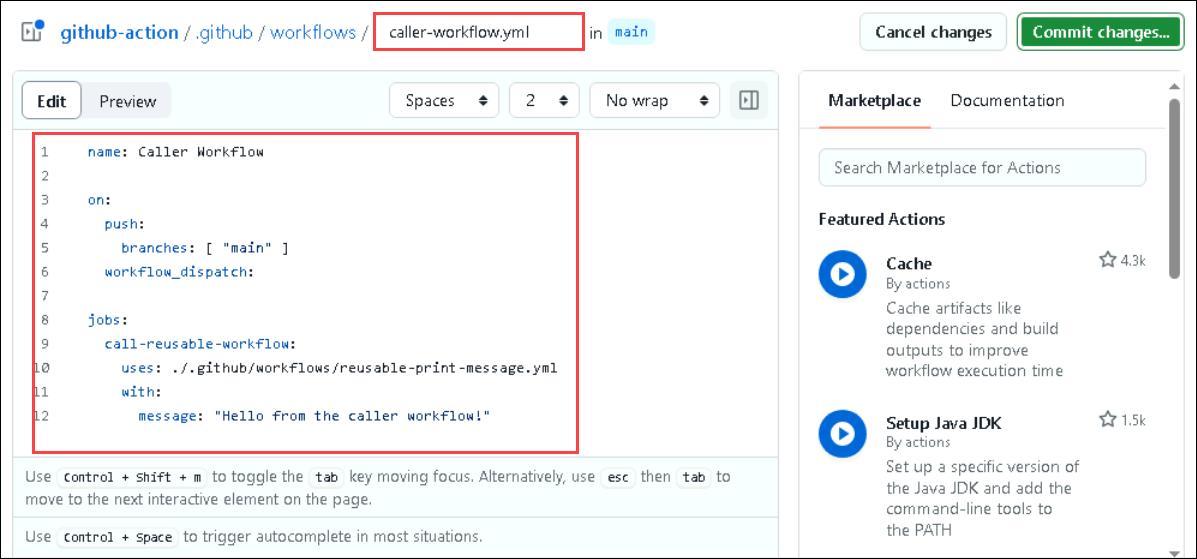 github-action / .github / workflows / caller-workflow.yml in main
Cancel changes
Commit changes...
Edit
Preview
Spaces
2
No wrap
1 name: Caller Workflow
2
3 on:
4 push:
5 branches: [ "main" ]
6 workflow_dispatch:
7
8 jobs:
9 call-reusable-workflow:
10 uses: ./.github/workflows/reusable-print-message.yml
11 with:
12 message: "Hello from the caller workflow!"
Use Control + Shift + m to toggle the tab key moving focus. Alternatively, use esc then tab to
move to the next interactive element on the page.
Use Control + Space to trigger autocomplete in most situations.
Marketplace
Documentation
Search Marketplace for Actions
Featured Actions
Cache
4.3k
By actions
Cache artifacts like
dependencies and build
outputs to improve
workflow execution time
Setup Java JDK
1.5k
By actions
Set up a specific version of
the Java JDK and add the
command-line tools to
the PATH